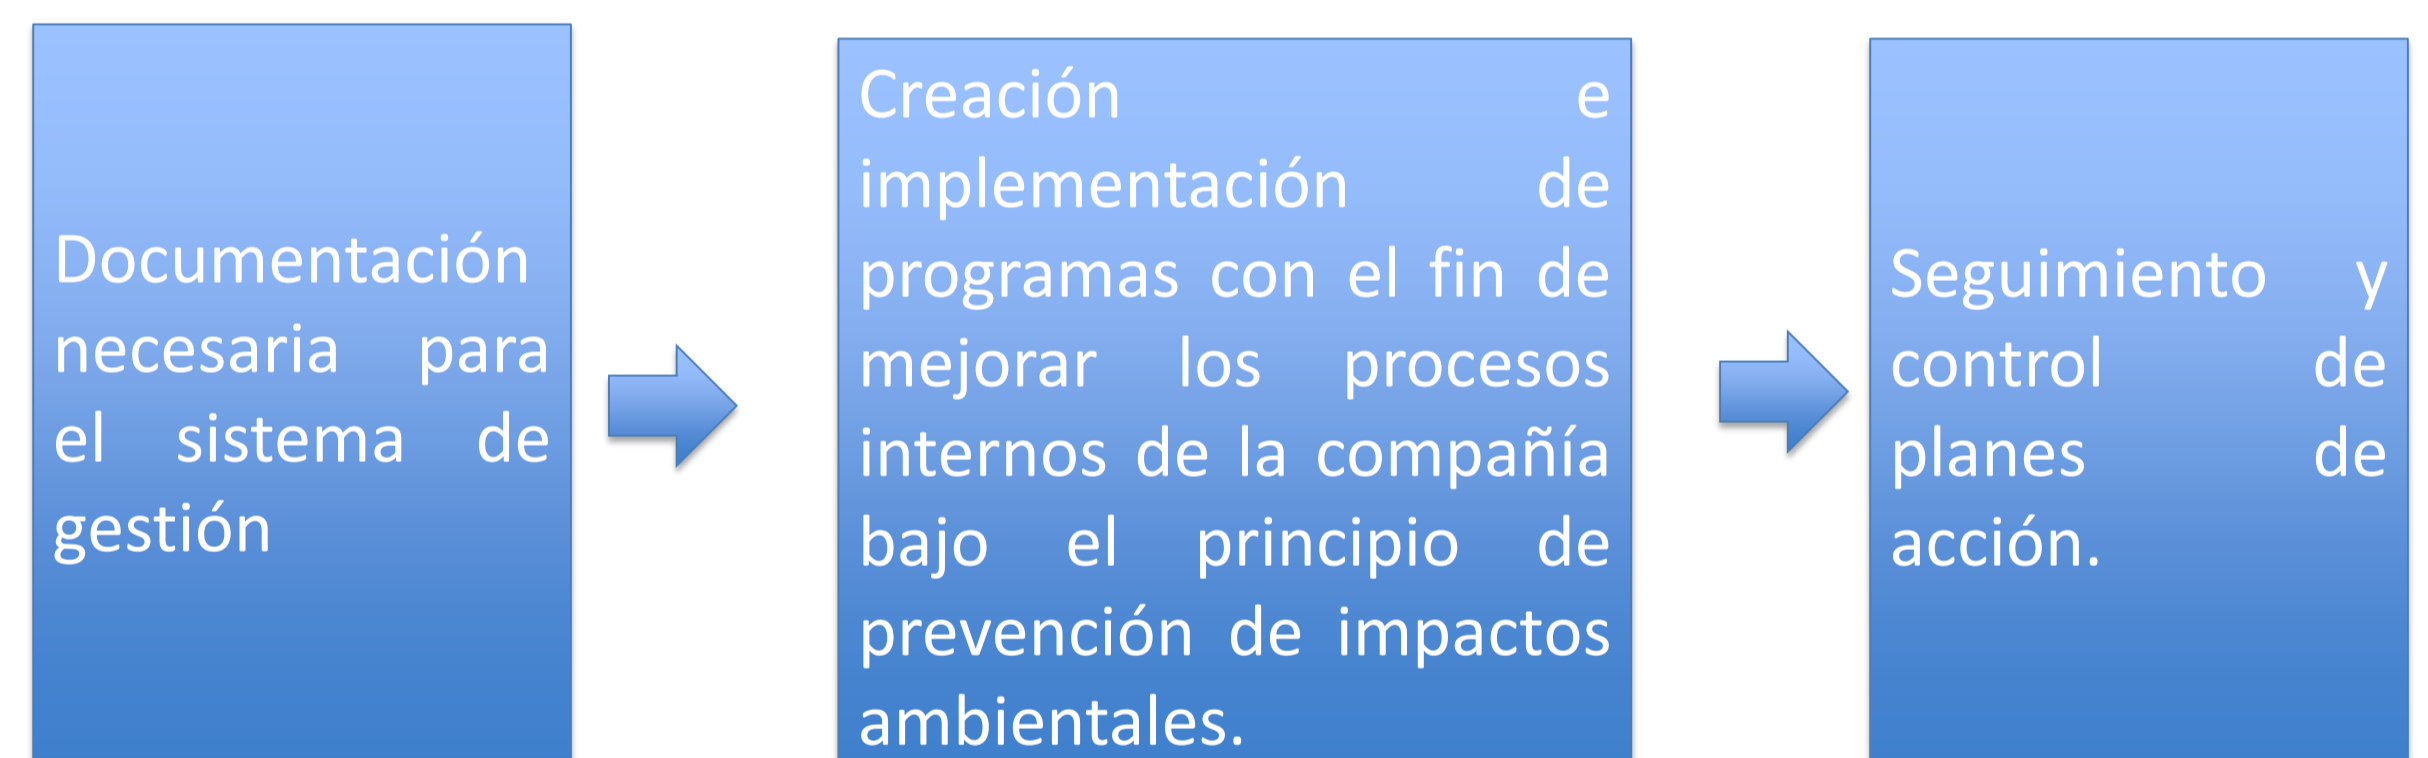 Documentación
necesaria para
el sistema de
gestión
Creación e
implementación de
programas con el fin de
mejorar los procesos
internos de la compañía
bajo el principio de
prevención de impactos
ambientales.
Seguimiento y
control de
planes de
acción.